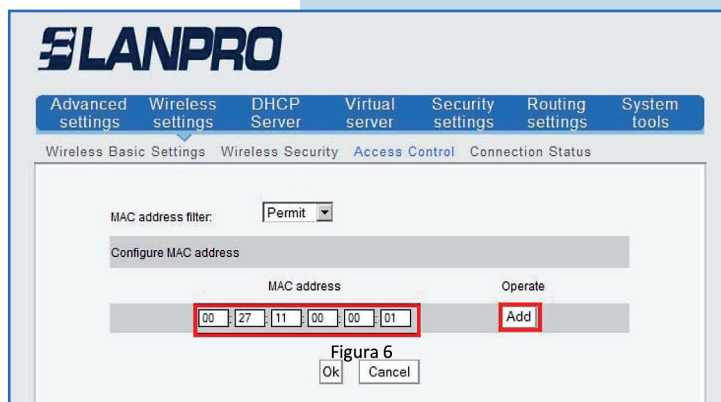 LANPRO
Advanced settings Wireless settings DHCP Server Virtual server Security settings Routing settings System tools
Wireless Basic Settings Wireless Security Access Control Connection Status
MAC address filter: Permit
Configure MAC address
MAC address Operate
00 : 27 : 11 : 00 : 00 : 01 Add
Figura 6
Ok Cancel